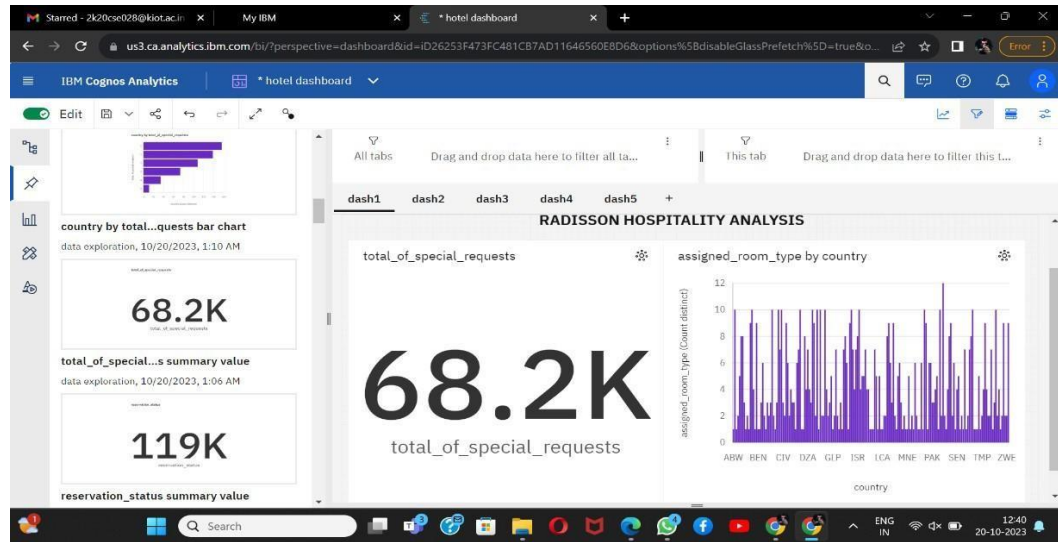 Starred - 2k20cse028@kiot.ac.in
My IBM
* hotel dashboard
us3.ca.analytics.ibm.com/bi/?perspective=dashboard&id=iD26253F473FC481CB7AD11646560E8D6&options%5BdisableGlassPrefetch%5D=true&o...
Error
IBM Cognos Analytics
* hotel dashboard
Edit
All tabs
Drag and drop data here to filter all ta...
This tab
Drag and drop data here to filter this t...
dash1
dash2
dash3
dash4
dash5
+
country by total...quests bar chart
data exploration, 10/20/2023, 1:10 AM
68.2K
total_of_special_requests
total_of_special...s summary value
data exploration, 10/20/2023, 1:06 AM
119K
reservation_status
reservation_status summary value
RADISSON HOSPITALITY ANALYSIS
total_of_special_requests
68.2K
total_of_special_requests
assigned_room_type by country
assigned_room_type (Count distinct)
12
10
8
6
4
2
0
ABW BEN CIV DZA GLP ISR LCA MNE PAK SEN TMP ZWE
country
Search
ENG
IN
12:40
20-10-2023